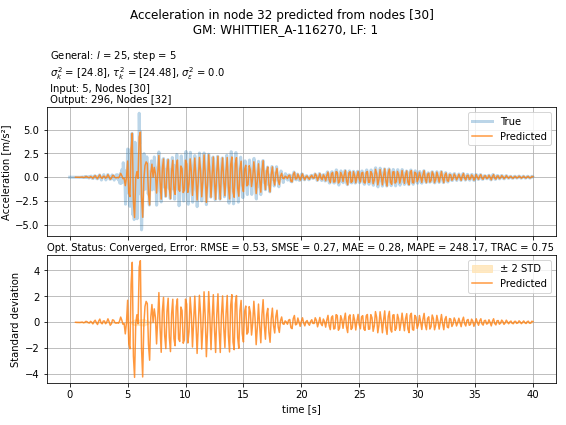 Acceleration in node 32 predicted from nodes [30]
GM: WHITTIER_A-116270, LF: 1
General: l = 25, step = 5
σ²ₖ = [24.8], τ²ₖ = [24.48], σ²ε = 0.0
Input: 5, Nodes [30]
Output: 296, Nodes [32]
Acceleration [m/s²]
5.0
2.5
0.0
−2.5
−5.0
True
Predicted
Opt. Status: Converged, Error: RMSE = 0.53, SMSE = 0.27, MAE = 0.28, MAPE = 248.17, TRAC = 0.75
Standard deviation
4
2
0
−2
−4
± 2 STD
Predicted
0 5 10 15 20 25 30 35 40
time [s]